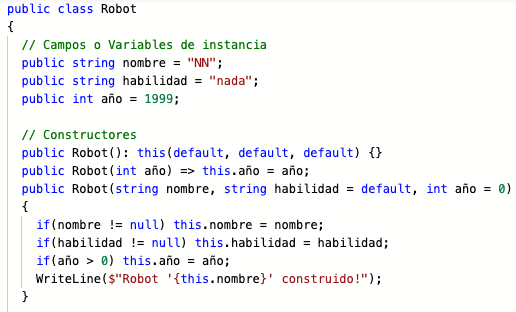 public class Robot
{
// Campos o Variables de instancia
public string nombre = "NN";
public string habilidad = "nada";
public int año = 1999;
// Constructores
public Robot(): this(default, default, default) {}
public Robot(int año) => this.año = año;
public Robot(string nombre, string habilidad = default, int año = 0)
{
if(nombre != null) this.nombre = nombre;
if(habilidad != null) this.habilidad = habilidad;
if(año > 0) this.año = año;
WriteLine($"Robot '{this.nombre}' construido!");
}